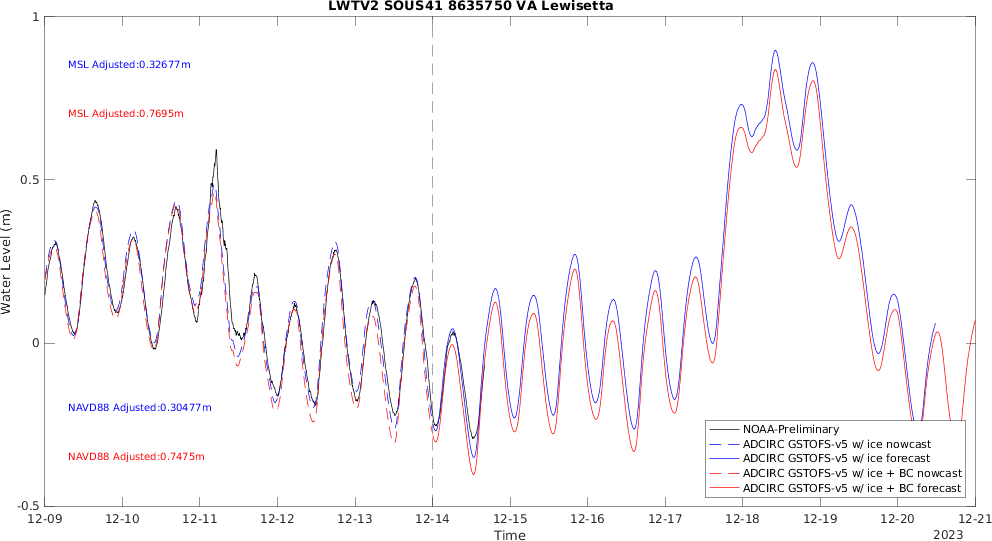 LWTV2 SOUS41 8635750 VA Lewisetta
MSL Adjusted:0.32677m
MSL Adjusted:0.7695m
NAVD88 Adjusted:0.30477m
NAVD88 Adjusted:0.7475m
Water Level (m)
1
0.5
0
-0.5
NOAA-Preliminary
ADCIRC GSTOFS-v5 w/ ice nowcast
ADCIRC GSTOFS-v5 w/ ice forecast
ADCIRC GSTOFS-v5 w/ ice + BC nowcast
ADCIRC GSTOFS-v5 w/ ice + BC forecast
12-09 12-10 12-11 12-12 12-13 12-14 12-15 12-16 12-17 12-18 12-19 12-20 12-21
Time
2023